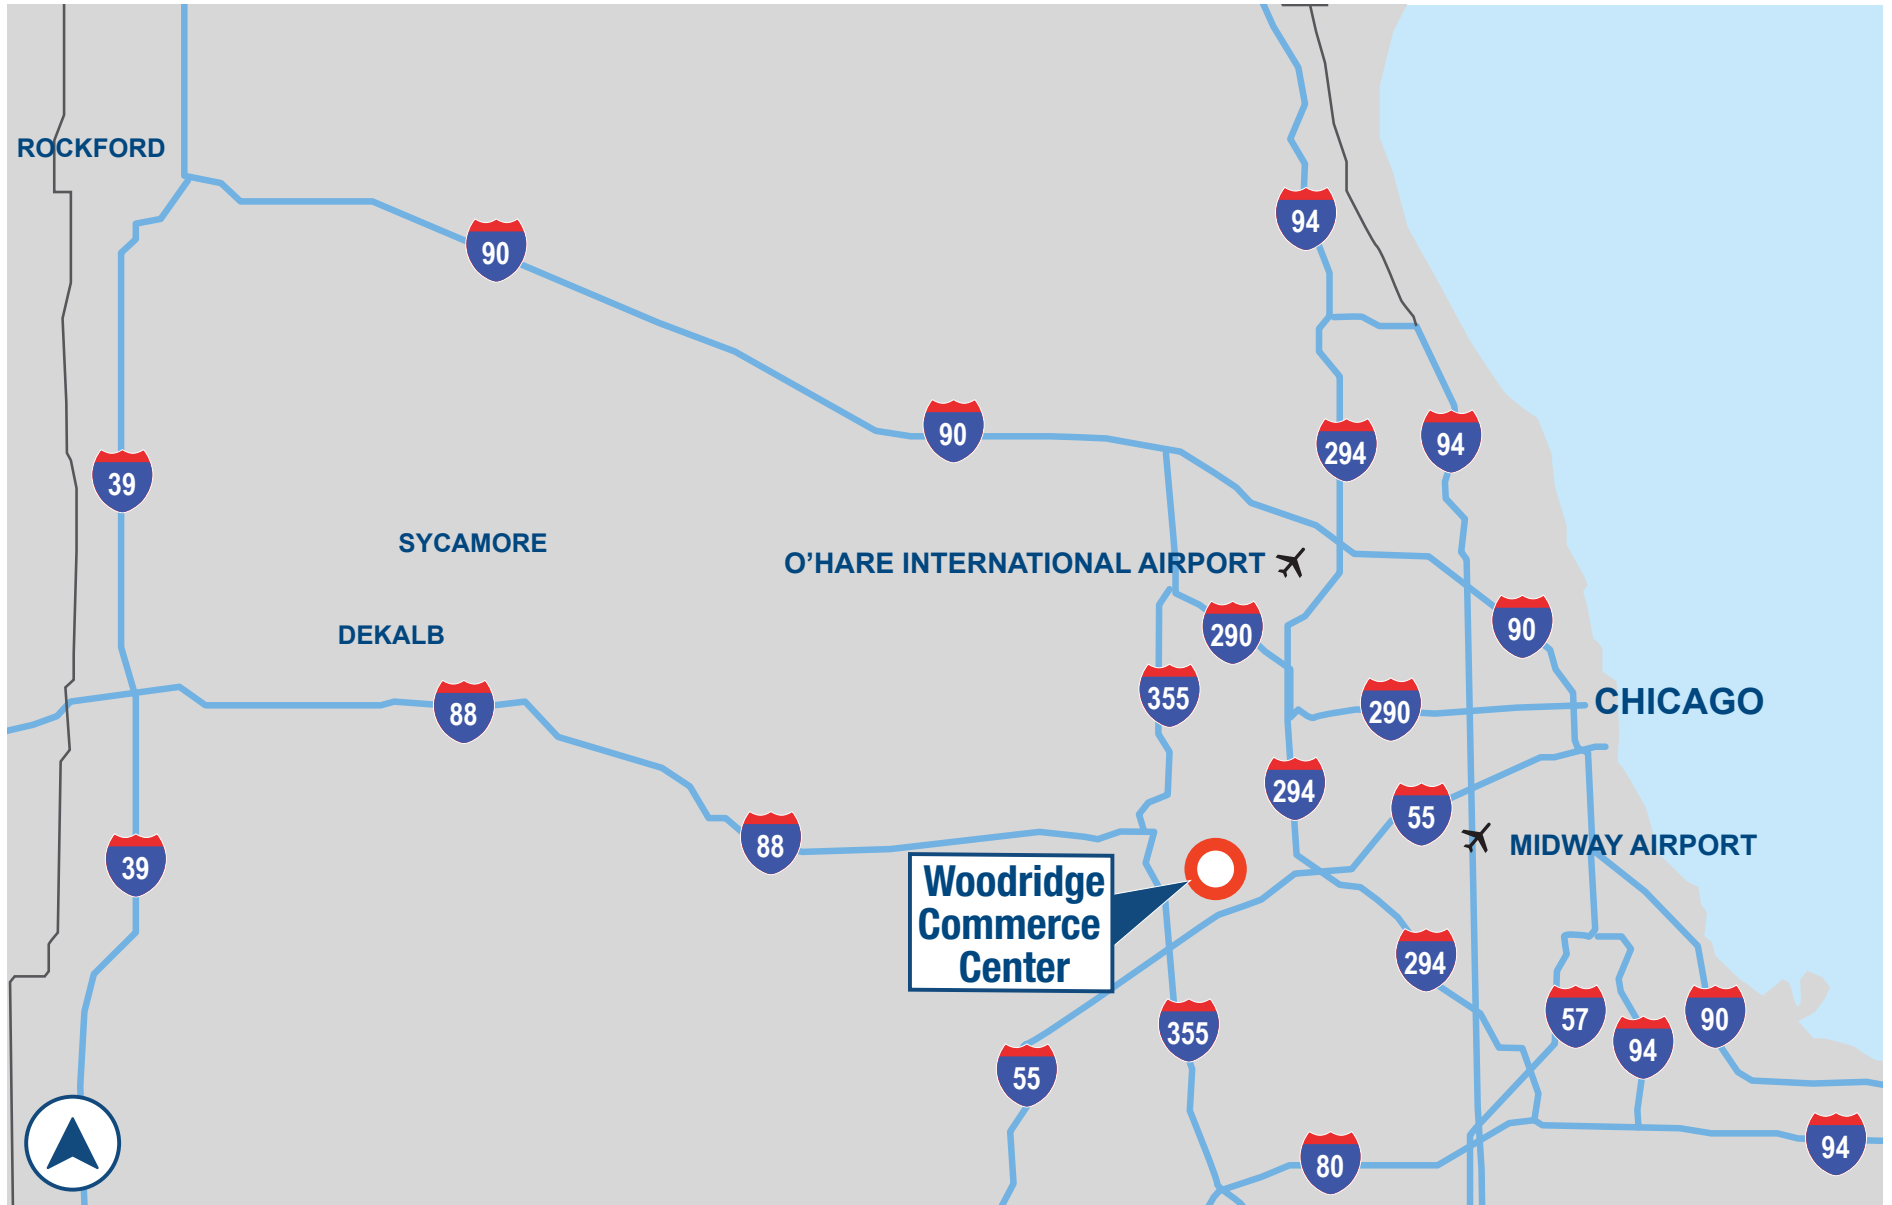 ROCKFORD
94
90
90
294
94
39
SYCAMORE
O'HARE INTERNATIONAL AIRPORT
90
290
DEKALB
355
88
290
CHICAGO
294
55
88
MIDWAY AIRPORT
39
Woodridge
Commerce
Center
294
57
90
355
94
55
94
80